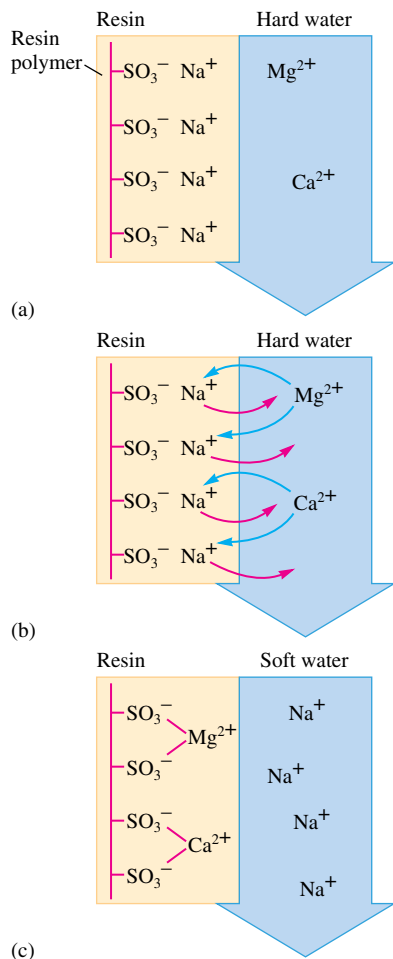 Resin Hard water
Resin
polymer
SO₃⁻ Na⁺ Mg²⁺
SO₃⁻ Na⁺
SO₃⁻ Na⁺ Ca²⁺
SO₃⁻ Na⁺
(a)
Resin Hard water
SO₃⁻ Na⁺ Mg²⁺
SO₃⁻ Na⁺
SO₃⁻ Na⁺ Ca²⁺
SO₃⁻ Na⁺
(b)
Resin Soft water
SO₃⁻ Na⁺
Mg²⁺
SO₃⁻ Na⁺
SO₃⁻ Na⁺
Ca²⁺
SO₃⁻ Na⁺
(c)